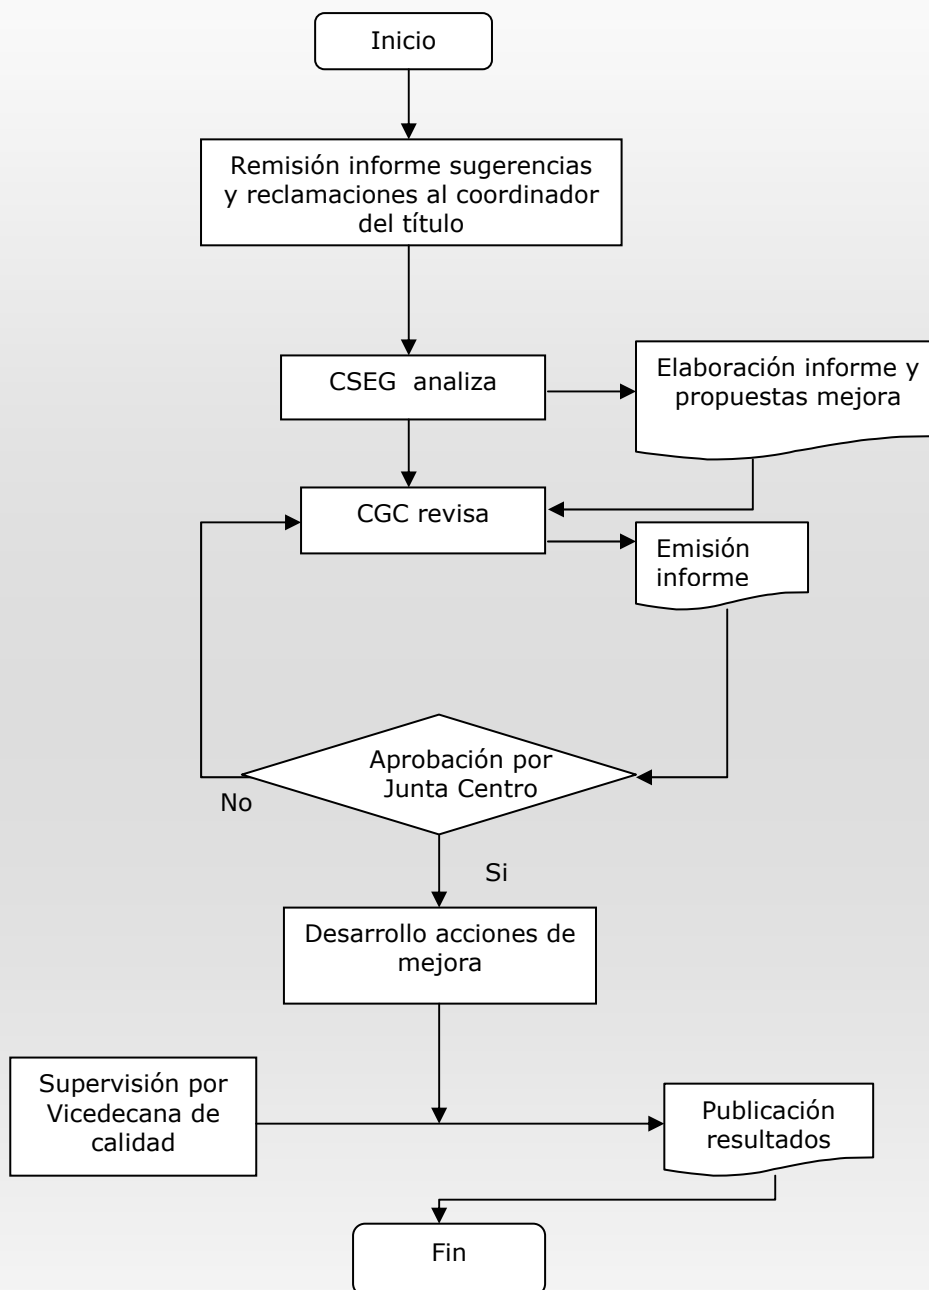 Inicio
Remisión informe sugerencias
y reclamaciones al coordinador
del título
CSEG analiza
Elaboración informe y
propuestas mejora
CGC revisa
Emisión
informe
Aprobación por
Junta Centro
No
Si
Desarrollo acciones de
mejora
Supervisión por
Vicedecana de
calidad
Publicación
resultados
Fin